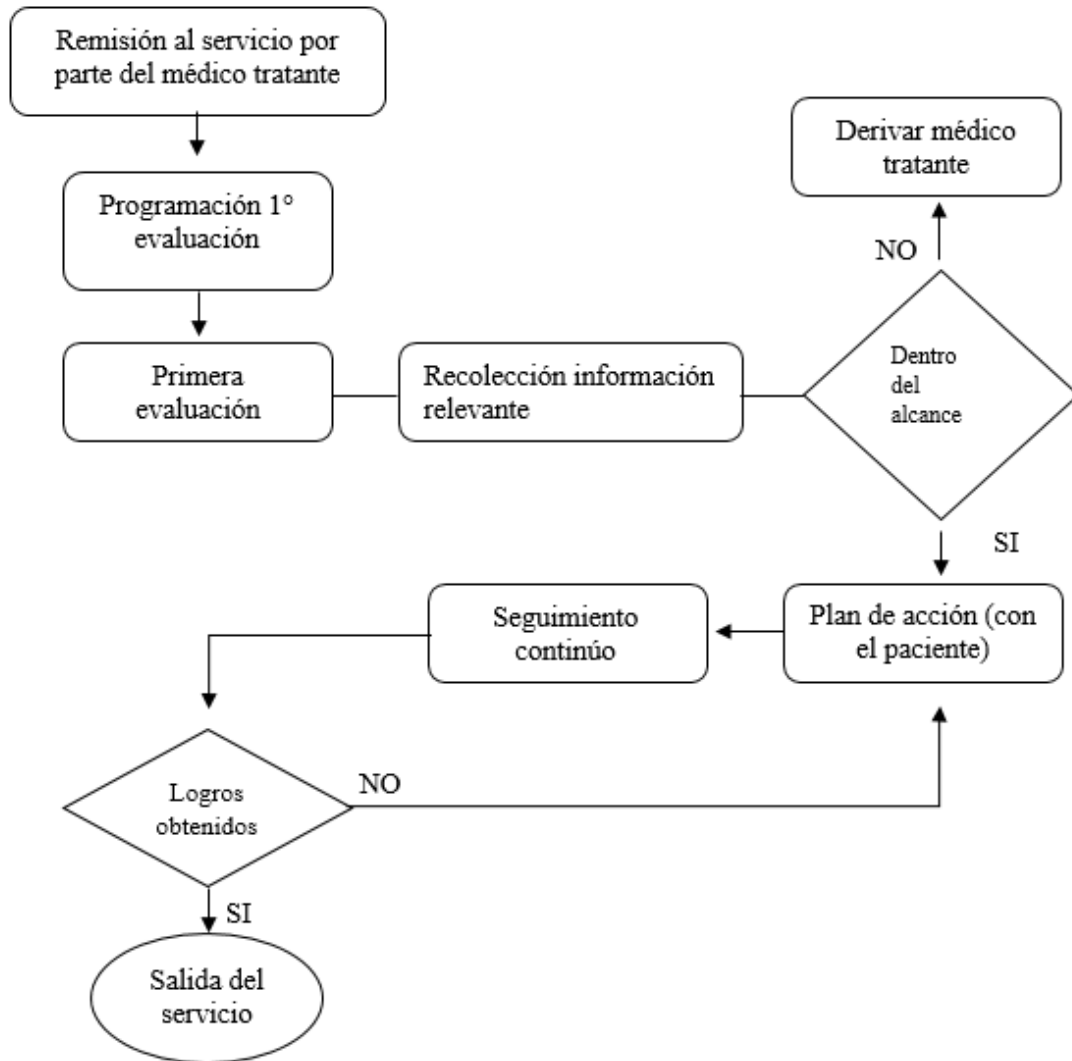 Remisión al servicio por
parte del médico tratante
Programación 1°
evaluación
Primera
evaluación
Recolección información
relevante
Dentro
del
alcance
NO
Derivar médico
tratante
SI
Plan de acción (con
el paciente)
Seguimiento
continúo
Logros
obtenidos
NO
SI
Salida del
servicio